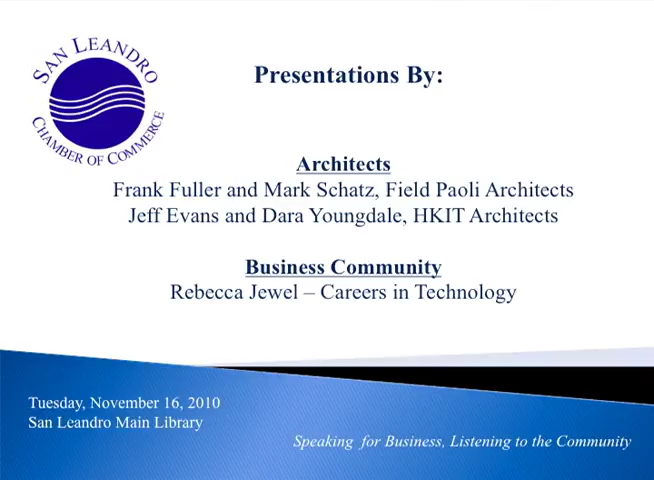 SAN LEANDRO
CHAMBER OF COMMERCE
Presentations By:
Architects
Frank Fuller and Mark Schatz, Field Paoli Architects
Jeff Evans and Dara Youngdale, HKIT Architects
Business Community
Rebecca Jewel – Careers in Technology
Tuesday, November 16, 2010
San Leandro Main Library
Speaking for Business, Listening to the Community